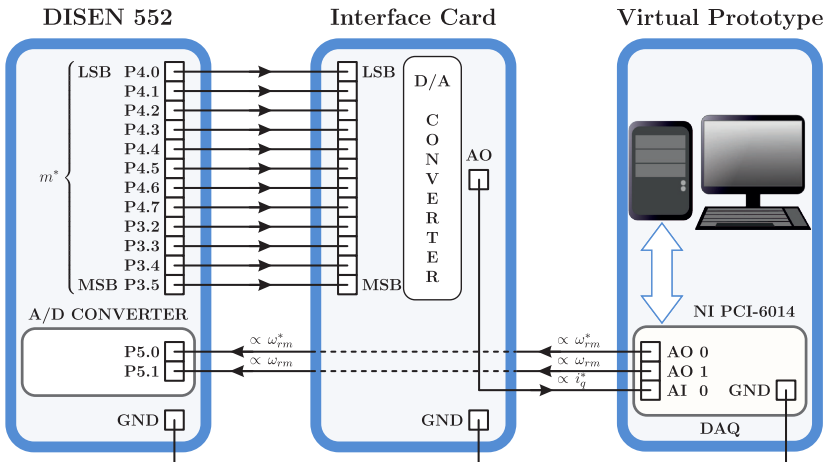 DISEN 552
Interface Card
Virtual Prototype
LSB P4.0
P4.1
P4.2
P4.3
P4.4
P4.5
m* P4.6
P4.7
P3.2
P3.3
P3.4
MSB P3.5
LSB
MSB
D/A
CONVERTER
AO
A/D CONVERTER
P5.0
P5.1
∝ ω*rm
∝ ωrm
∝ ω*rm
∝ ωrm
∝ i*q
NI PCI-6014
AO 0
AO 1
AI 0
GND
DAQ
GND
GND